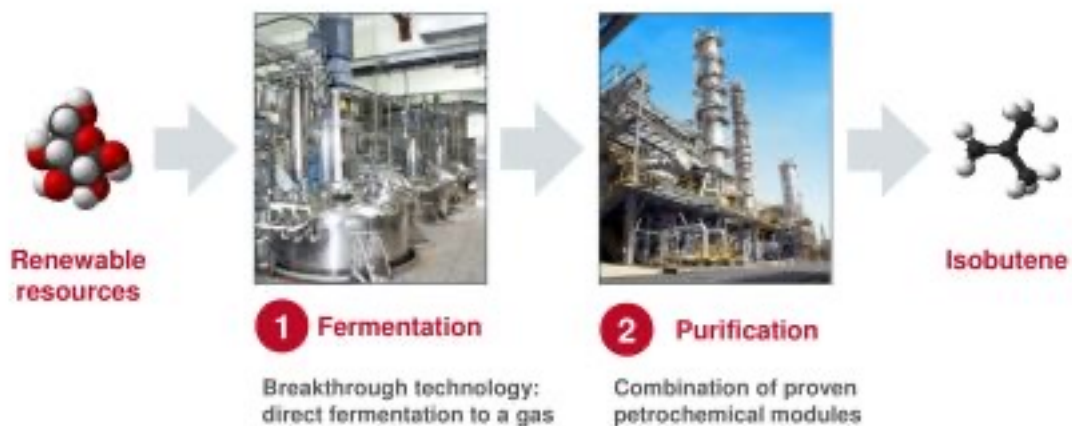 Renewable
resources
1 Fermentation
Breakthrough technology:
direct fermentation to a gas
2 Purification
Combination of proven
petrochemical modules
Isobutene